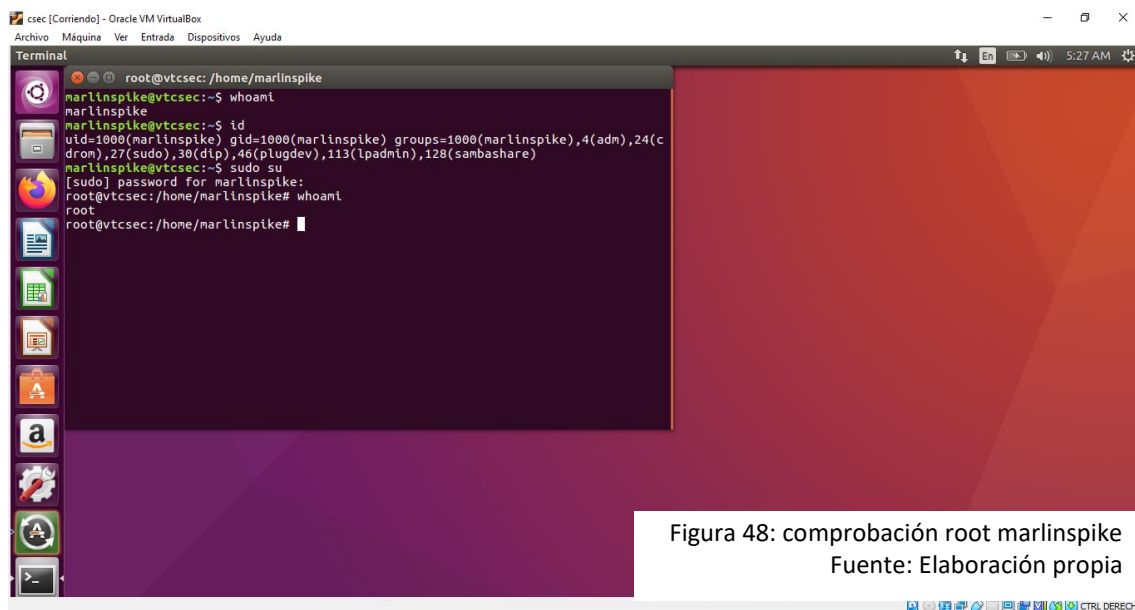 csec [Corriendo] - Oracle VM VirtualBox
Archivo Máquina Ver Entrada Dispositivos Ayuda
Terminal
En
5:27 AM
root@vtcsec: /home/marlinspike
marlinspike@vtcsec:~$ whoami
marlinspike
marlinspike@vtcsec:~$ id
uid=1000(marlinspike) gid=1000(marlinspike) groups=1000(marlinspike),4(adm),24(c
drom),27(sudo),30(dip),46(plugdev),113(lpadmin),128(sambashare)
marlinspike@vtcsec:~$ sudo su
[sudo] password for marlinspike:
root@vtcsec:/home/marlinspike# whoami
root
root@vtcsec:/home/marlinspike#
a
Figura 48: comprobación root marlinspike
Fuente: Elaboración propia
CTRL DEREC